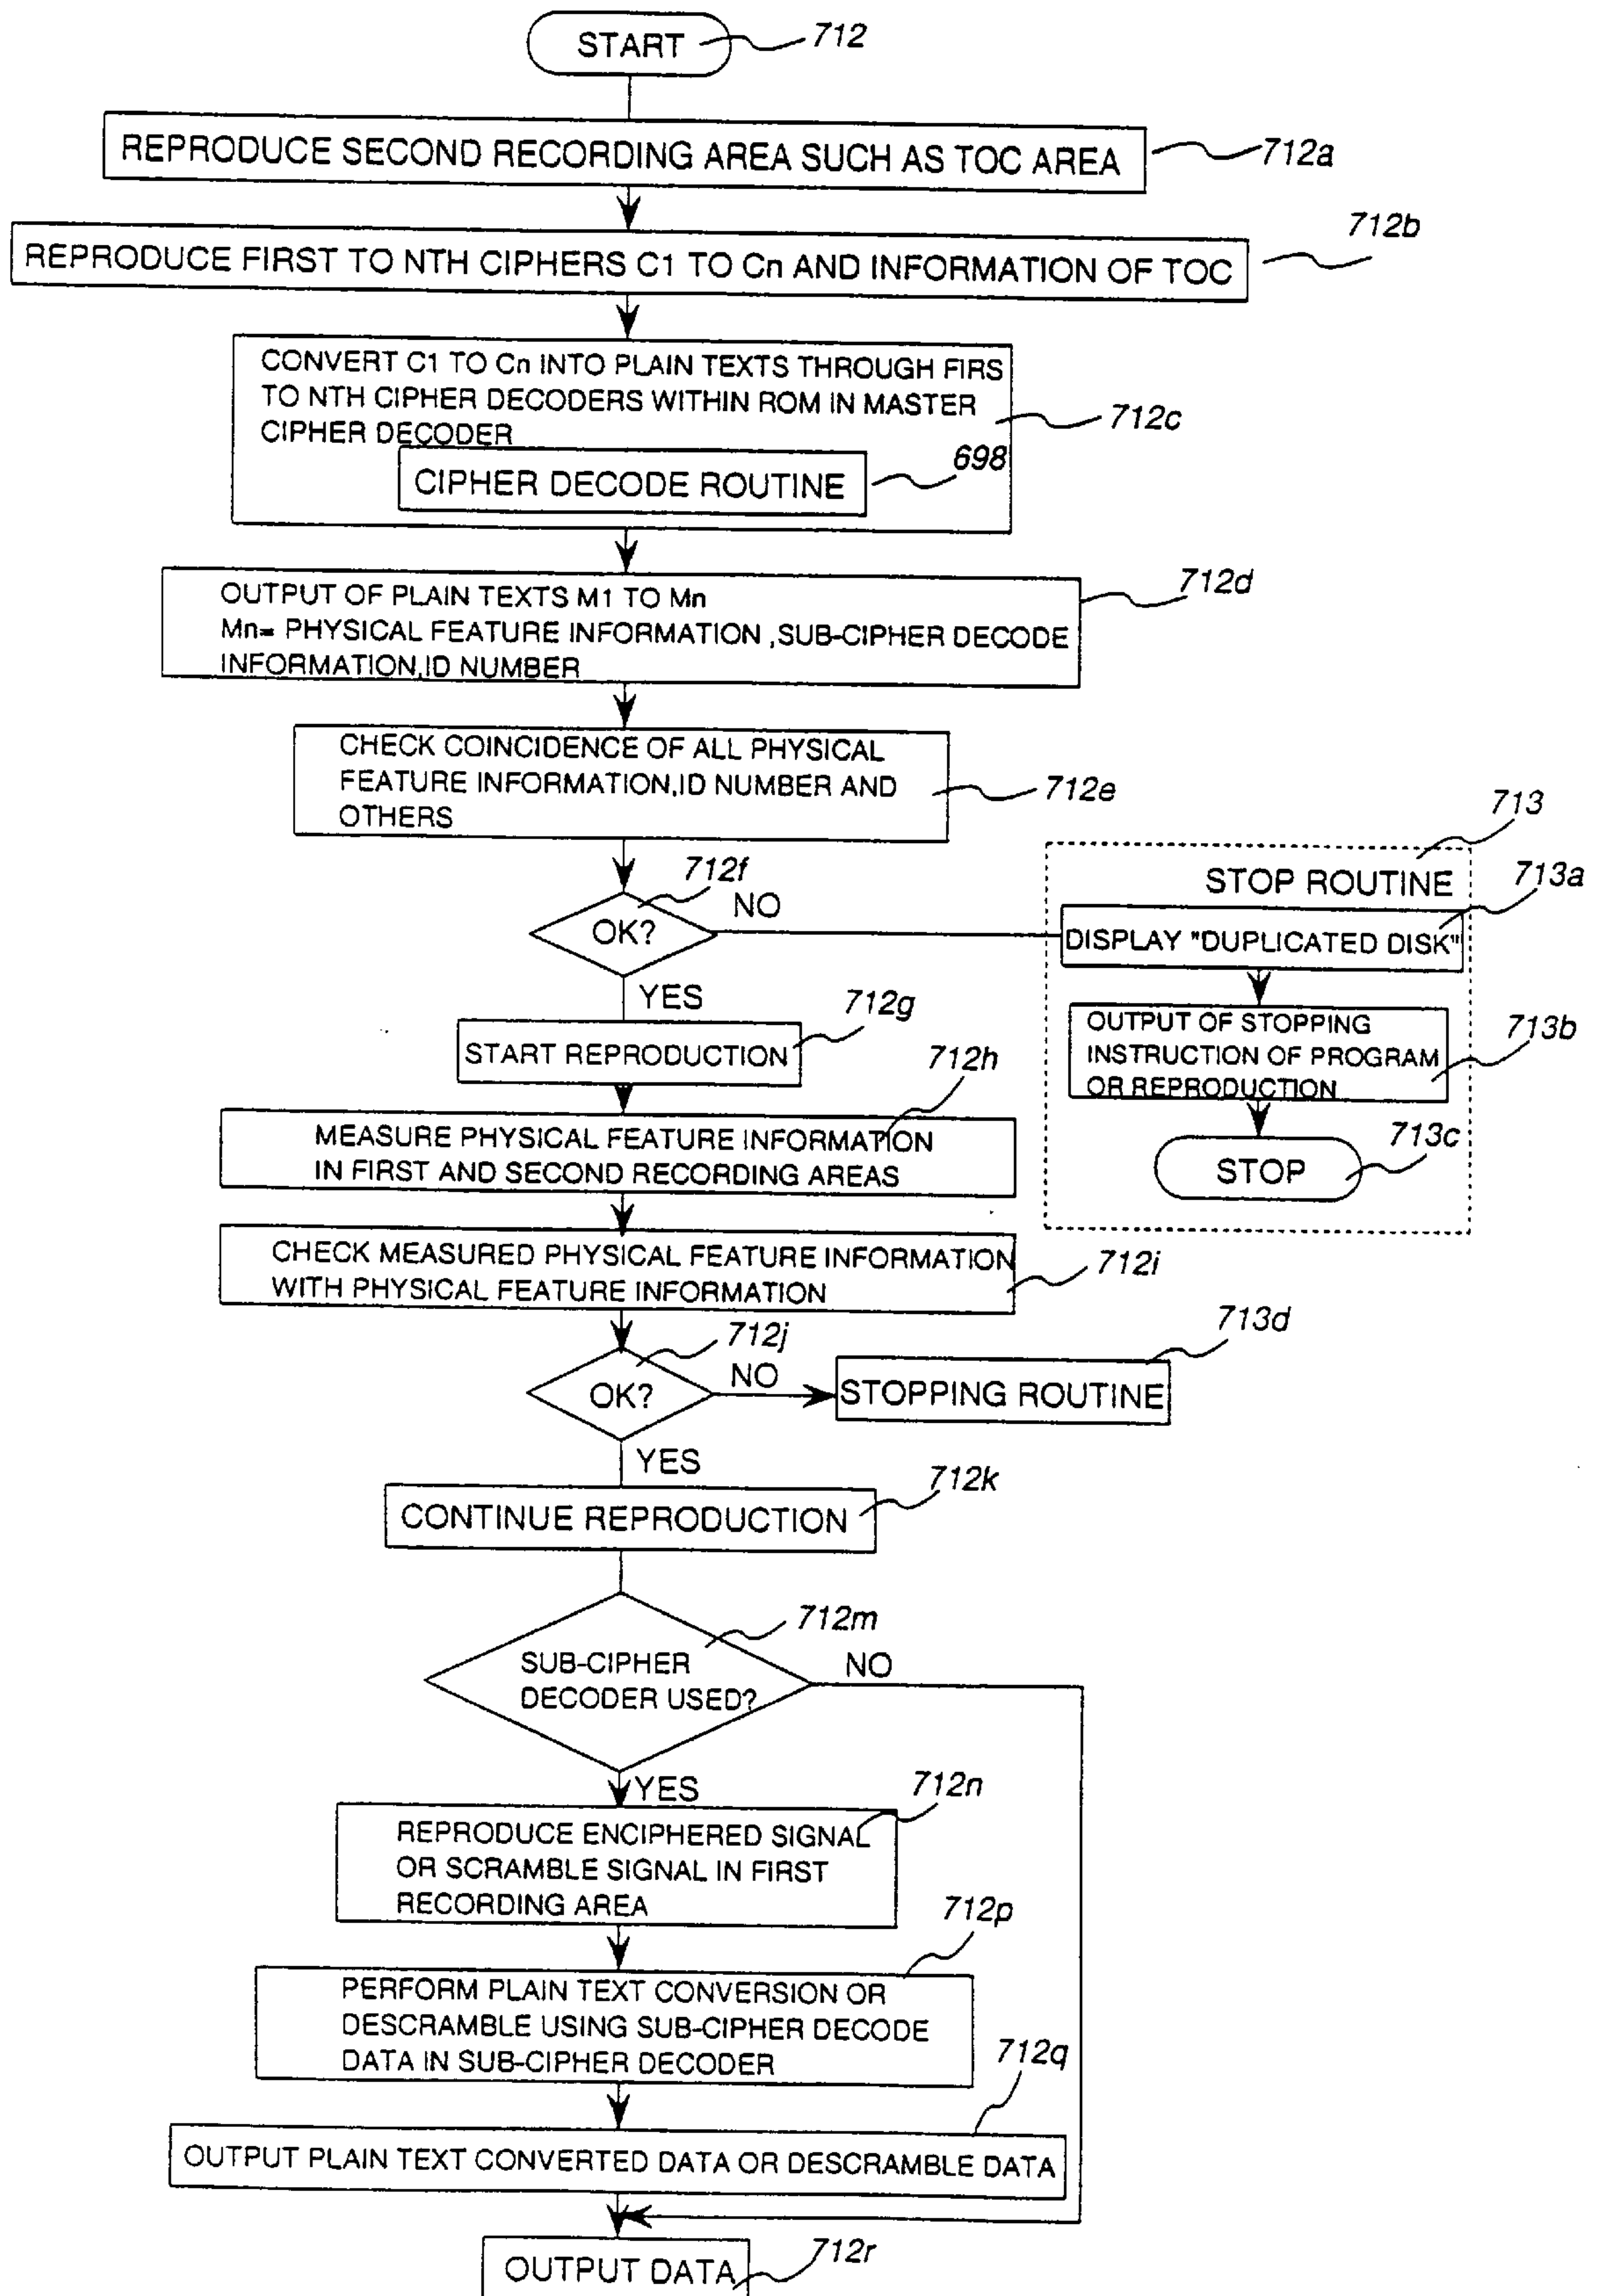 START
712
REPRODUCE SECOND RECORDING AREA SUCH AS TOC AREA
712a
712b
REPRODUCE FIRST TO NTH CIPHERS C1 TO Cn AND INFORMATION OF TOC
CONVERT C1 TO Cn INTO PLAIN TEXTS THROUGH FIRS
TO NTH CIPHER DECODERS WITHIN ROM IN MASTER
CIPHER DECODER
712c
698
CIPHER DECODE ROUTINE
712d
OUTPUT OF PLAIN TEXTS M1 TO Mn
Mn= PHYSICAL FEATURE INFORMATION ,SUB-CIPHER DECODE
INFORMATION,ID NUMBER
CHECK COINCIDENCE OF ALL PHYSICAL
FEATURE INFORMATION,ID NUMBER AND
OTHERS
712e
712f
OK?
NO
YES
713
STOP ROUTINE
713a
DISPLAY "DUPLICATED DISK"
OUTPUT OF STOPPING
INSTRUCTION OF PROGRAM
OR REPRODUCTION
713b
713c
STOP
712g
START REPRODUCTION
712h
MEASURE PHYSICAL FEATURE INFORMATION
IN FIRST AND SECOND RECORDING AREAS
CHECK MEASURED PHYSICAL FEATURE INFORMATION
WITH PHYSICAL FEATURE INFORMATION
712i
712j
OK?
NO
713d
STOPPING ROUTINE
YES
712k
CONTINUE REPRODUCTION
712m
SUB-CIPHER
DECODER USED?
NO
YES
712n
REPRODUCE ENCIPHERED SIGNAL
OR SCRAMBLE SIGNAL IN FIRST
RECORDING AREA
712p
PERFORM PLAIN TEXT CONVERSION OR
DESCRAMBLE USING SUB-CIPHER DECODE
DATA IN SUB-CIPHER DECODER
712q
OUTPUT PLAIN TEXT CONVERTED DATA OR DESCRAMBLE DATA
712r
OUTPUT DATA